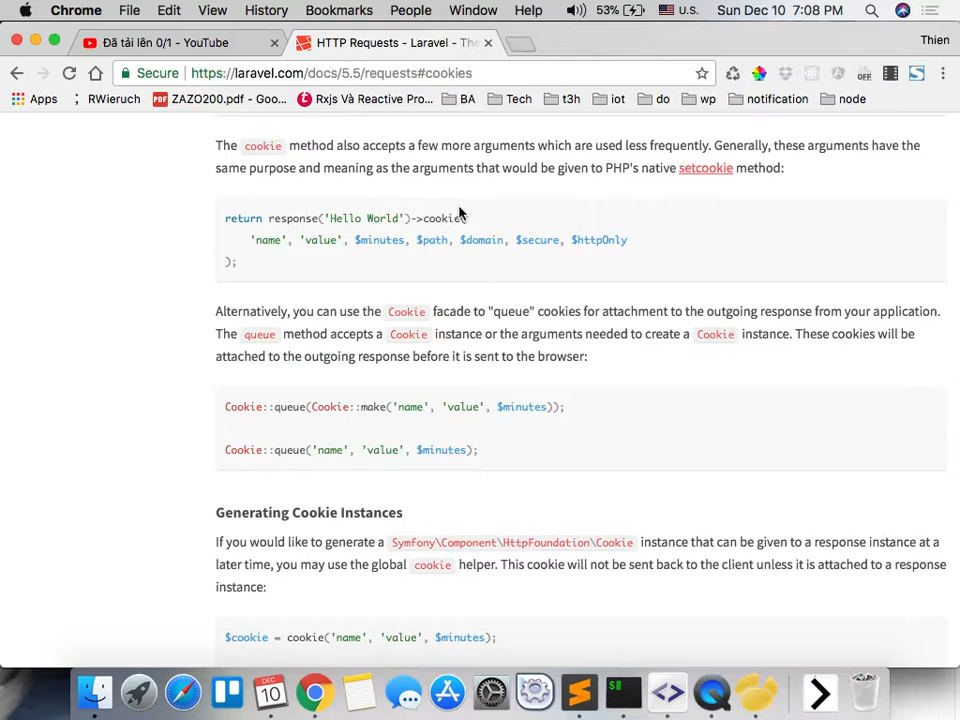 Chrome File Edit View History Bookmarks People Window Help 53% U.S. Sun Dec 10 7:08 PM
Đã tải lên 0/1 - YouTube HTTP Requests - Laravel - The Thien
Secure https://laravel.com/docs/5.5/requests#cookies
Apps RWieruch ZAZO200.pdf - Goo... Rxjs Và Reactive Pro... BA Tech t3h iot do wp notification node
The cookie method also accepts a few more arguments which are used less frequently. Generally, these arguments have the
same purpose and meaning as the arguments that would be given to PHP's native setcookie method:
return response('Hello World')->cookie(
'name', 'value', $minutes, $path, $domain, $secure, $httpOnly
);
Alternatively, you can use the Cookie facade to "queue" cookies for attachment to the outgoing response from your application.
The queue method accepts a Cookie instance or the arguments needed to create a Cookie instance. These cookies will be
attached to the outgoing response before it is sent to the browser:
Cookie::queue(Cookie::make('name', 'value', $minutes));
Cookie::queue('name', 'value', $minutes);
Generating Cookie Instances
If you would like to generate a Symfony\Component\HttpFoundation\Cookie instance that can be given to a response instance at a
later time, you may use the global cookie helper. This cookie will not be sent back to the client unless it is attached to a response
instance:
$cookie = cookie('name', 'value', $minutes);
DEC
10